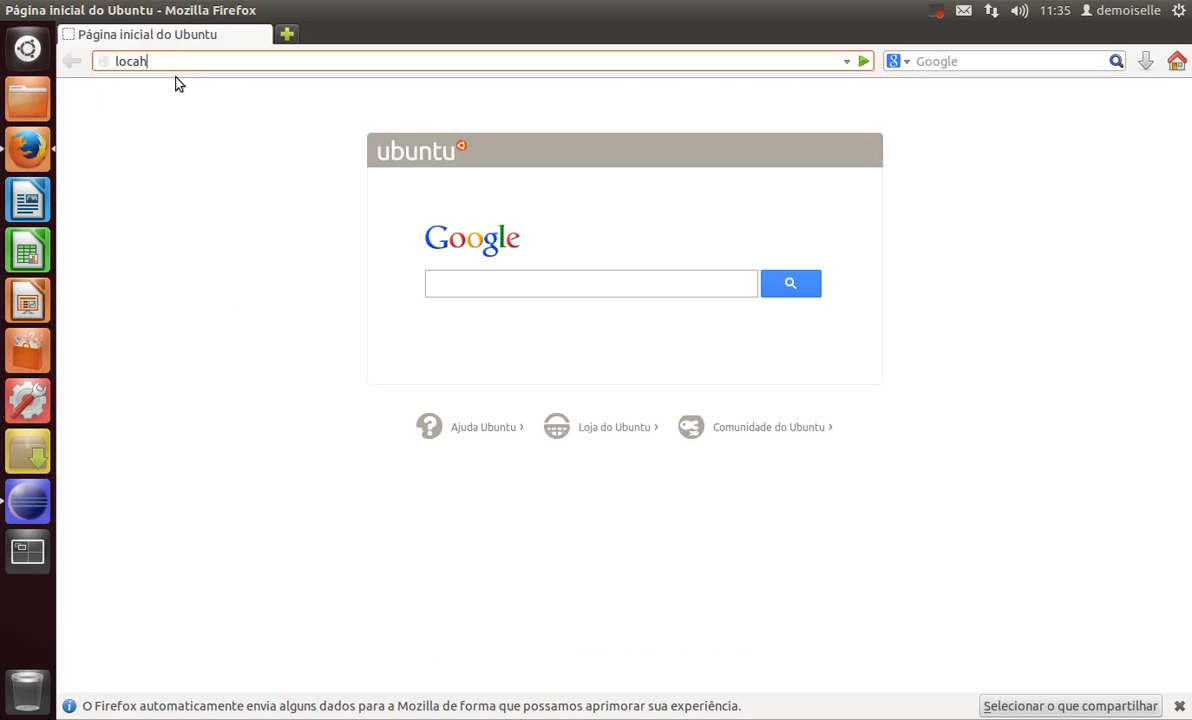 Página inicial do Ubuntu - Mozilla Firefox
11:35 demoiselle
Página inicial do Ubuntu
locah
Google
ubuntu
Google
Ajuda Ubuntu › Loja do Ubuntu › Comunidade do Ubuntu ›
O Firefox automaticamente envia alguns dados para a Mozilla de forma que possamos aprimorar sua experiência. Selecionar o que compartilhar